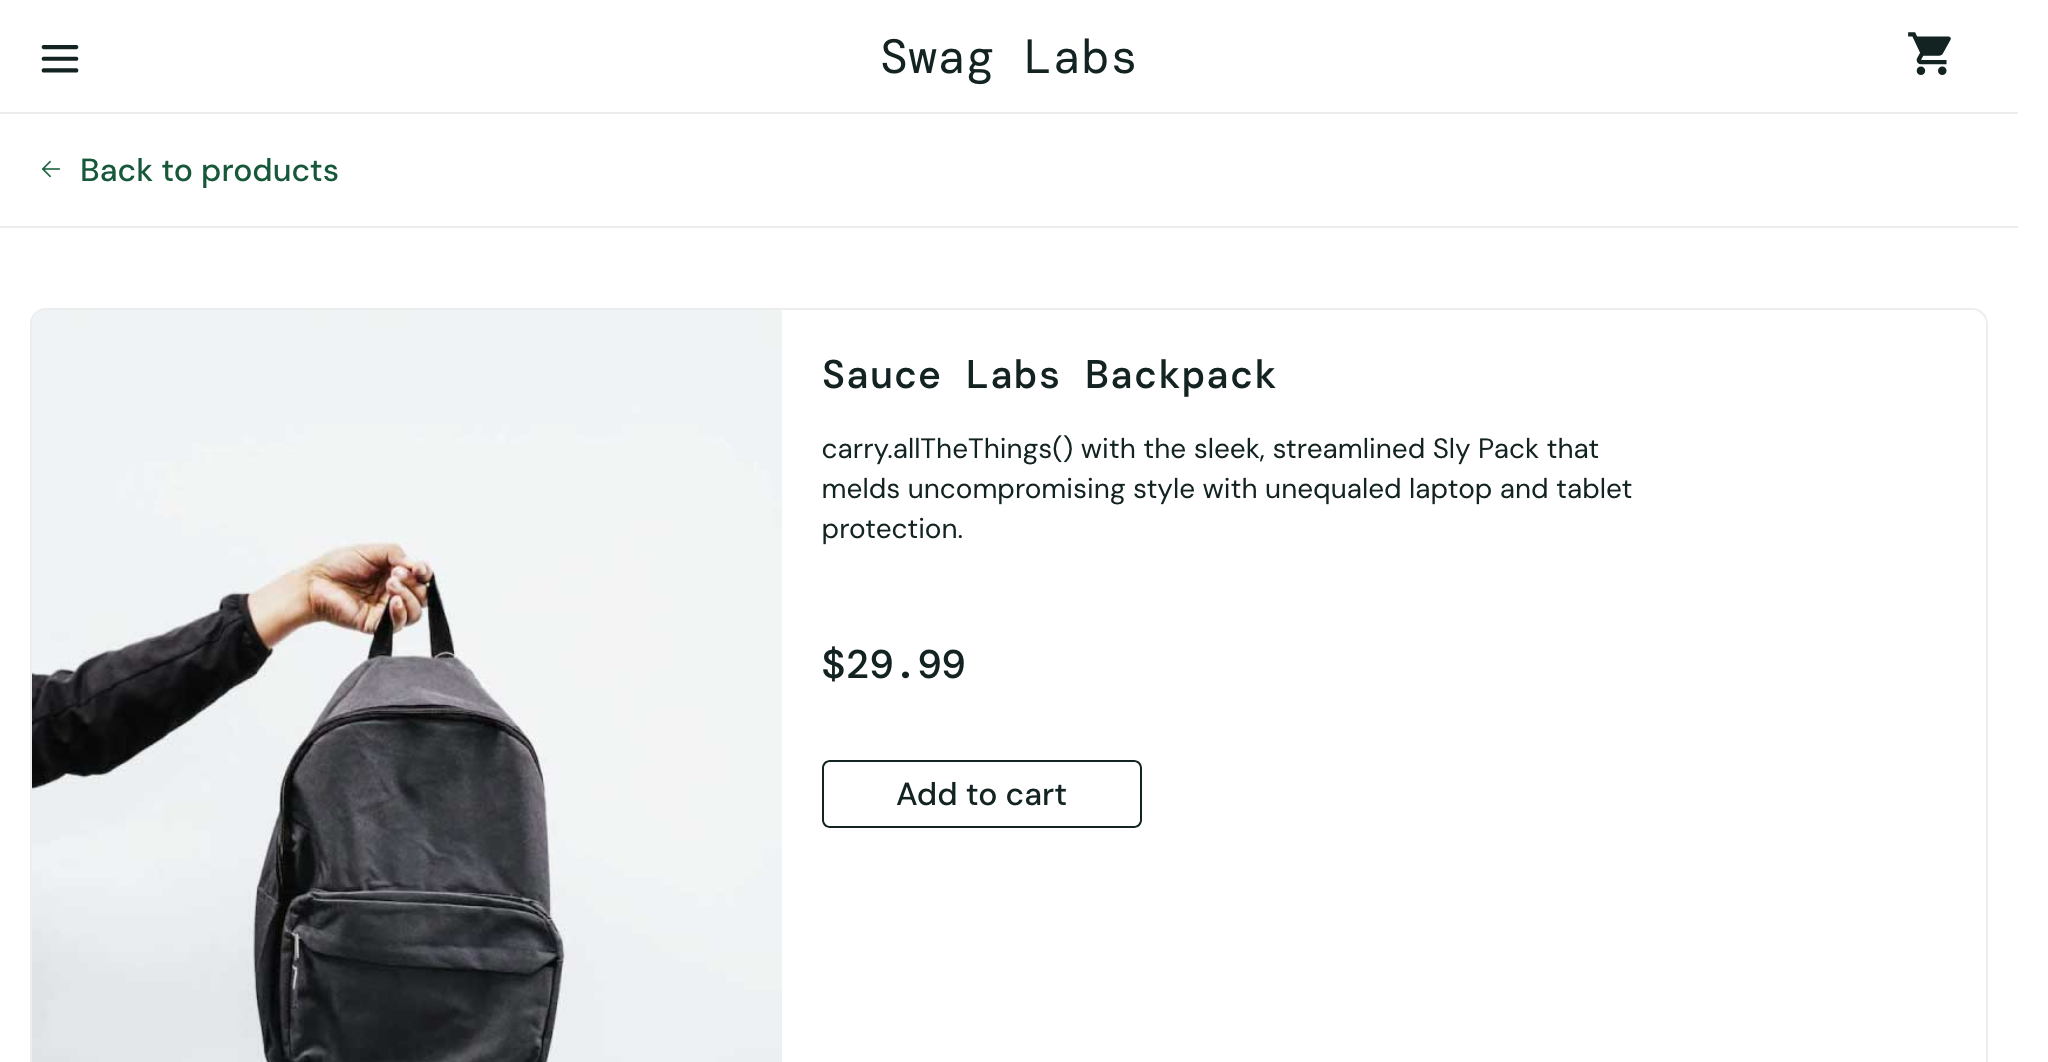 Swag Labs
Back to products
Sauce Labs Backpack
carry.allTheThings() with the sleek, streamlined Sly Pack that
melds uncompromising style with unequaled laptop and tablet
protection.
$29.99
Add to cart